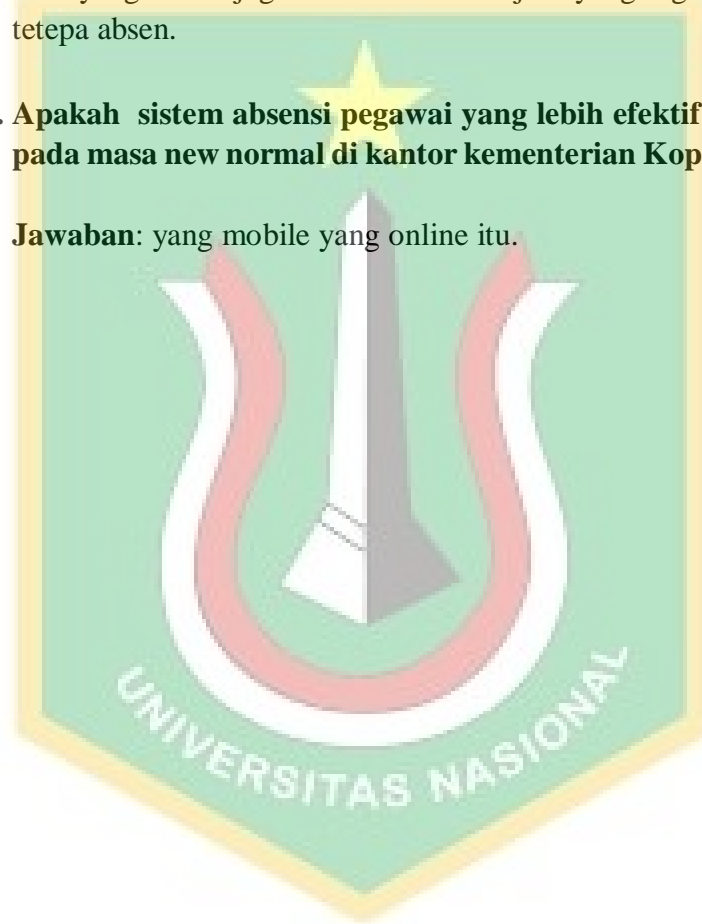 tetepa absen.
. Apakah sistem absensi pegawai yang lebih efektif
pada masa new normal di kantor kementerian Kop
Jawaban: yang mobile yang online itu.
UNIVERSITAS NASIONAL